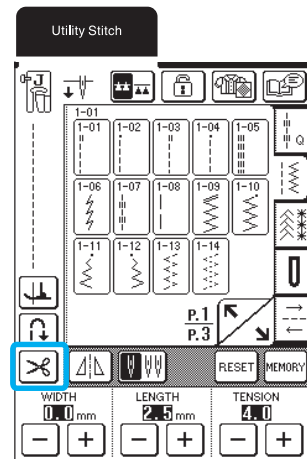 Utility Stitch
J
1-01
1-01 1-02 1-03 1-04 1-05
Q
1-06 1-07 1-08 1-09 1-10
1-11 1-12 1-13 1-14
P.1
P.3
RESET MEMORY
WIDTH LENGTH TENSION
0.0 mm 2.5 mm 4.0
− + − + − +